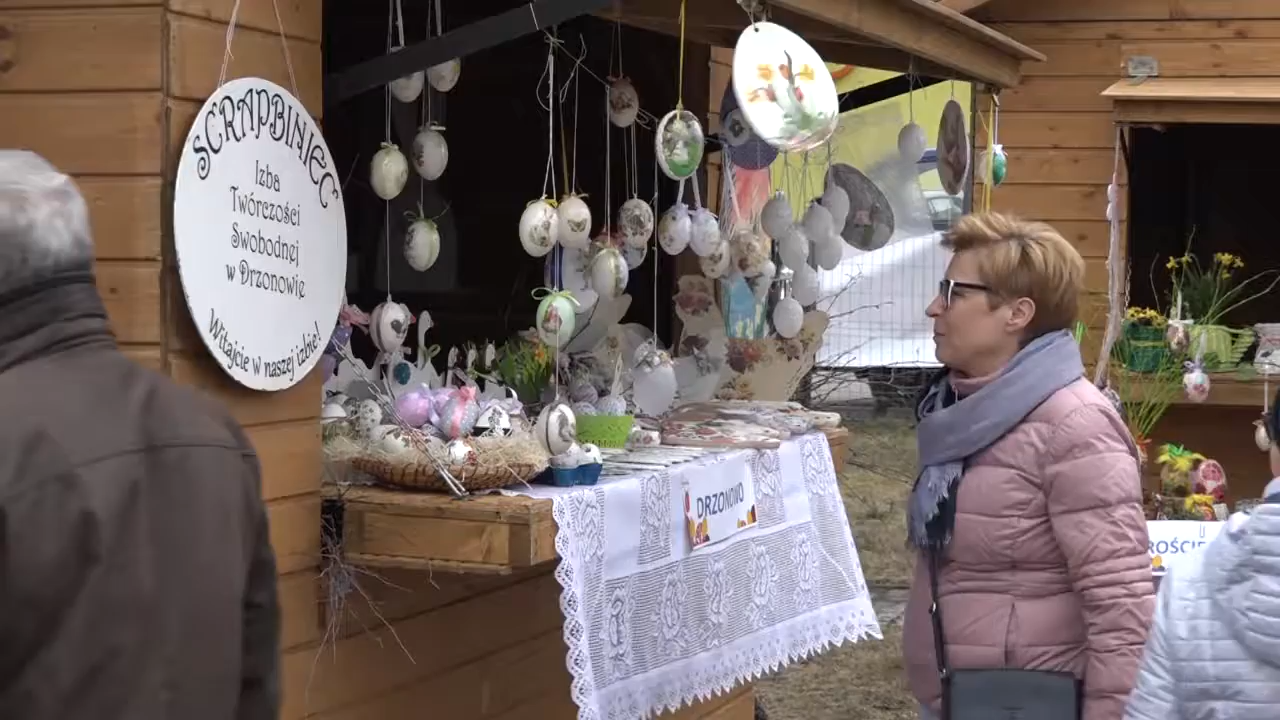 SCRAPBINIEC
Izba
Twórczości
Swobodnej
w Drzonowie
Witajcie w naszej izbie!
DRZONOWO